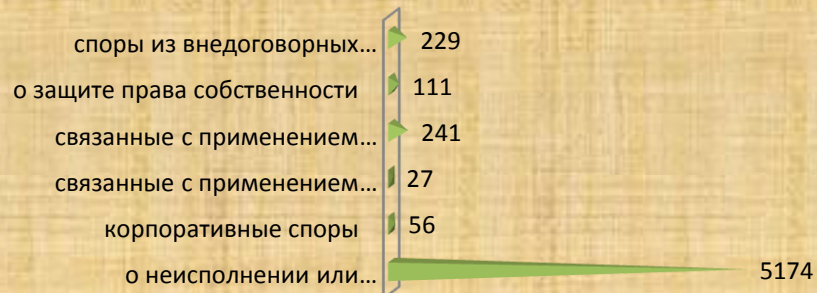 споры из внедоговорных… 229
о защите права собственности 111
связанные с применением… 241
связанные с применением… 27
корпоративные споры 56
о неисполнении или… 5174